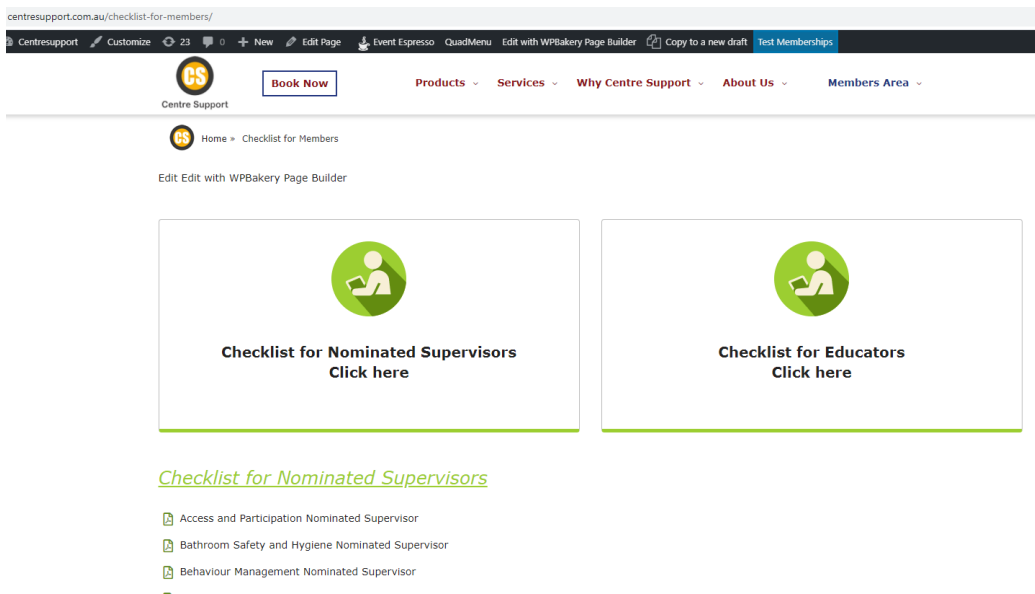 centresupport.com.au/checklist-for-members/
Centresupport Customize 23 0 + New Edit Page Event Espresso QuadMenu Edit with WPBakery Page Builder Copy to a new draft Test Memberships
CS
Centre Support
Book Now
Products Services Why Centre Support About Us Members Area
CS
Home » Checklist for Members
Edit Edit with WPBakery Page Builder
Checklist for Nominated Supervisors
Click here
Checklist for Educators
Click here
Checklist for Nominated Supervisors
Access and Participation Nominated Supervisor
Bathroom Safety and Hygiene Nominated Supervisor
Behaviour Management Nominated Supervisor